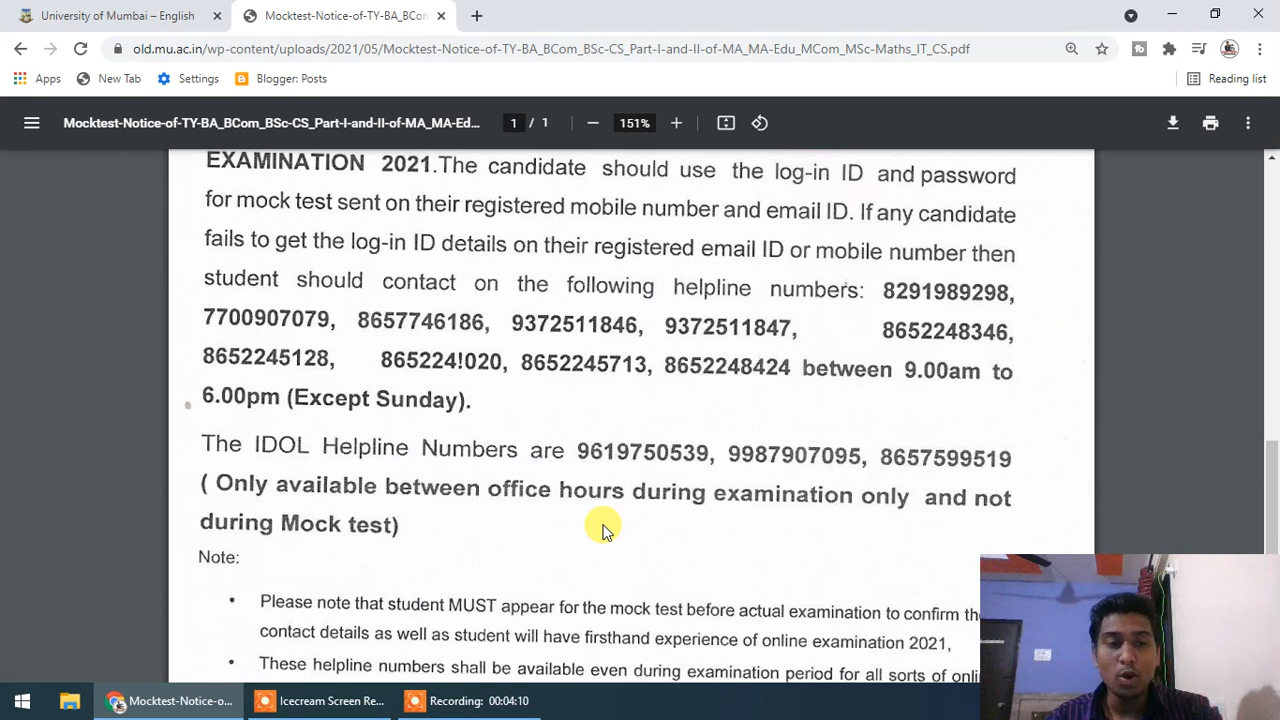 University of Mumbai – English
Mocktest-Notice-of-TY-BA_BCom
old.mu.ac.in/wp-content/uploads/2021/05/Mocktest-Notice-of-TY-BA_BCom_BSc-CS_Part-I-and-II-of-MA_MA-Edu_MCom_MSc-Maths_IT_CS.pdf
Apps New Tab Settings Blogger: Posts Reading list
Mocktest-Notice-of-TY-BA_BCom_BSc-CS_Part-I-and-II-of-MA_MA-Ed... 1 / 1 151%
EXAMINATION 2021.The candidate should use the log-in ID and password
for mock test sent on their registered mobile number and email ID. If any candidate
fails to get the log-in ID details on their registered email ID or mobile number then
student should contact on the following helpline numbers: 8291989298,
7700907079, 8657746186, 9372511846, 9372511847, 8652248346,
8652245128, 865224!020, 8652245713, 8652248424 between 9.00am to
6.00pm (Except Sunday).
The IDOL Helpline Numbers are 9619750539, 9987907095, 8657599519
( Only available between office hours during examination only and not
during Mock test)
Note:
• Please note that student MUST appear for the mock test before actual examination to confirm the
contact details as well as student will have firsthand experience of online examination 2021,
• These helpline numbers shall be available even during examination period for all sorts of onli
Mocktest-Notice-o... Icecream Screen Re... Recording: 00:04:10